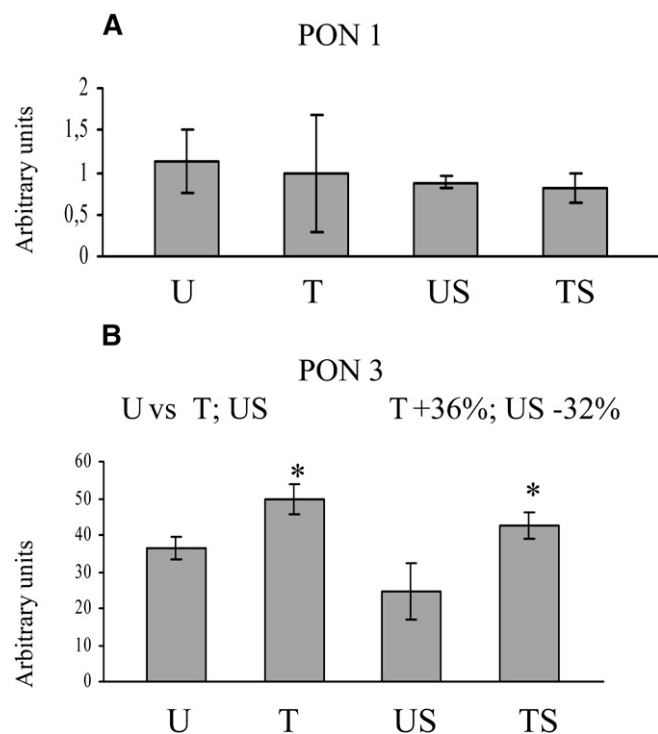 A
PON 1
Arbitrary units
2
1,5
1
0,5
0
U T US TS
B
PON 3
U vs T; US T +36%; US -32%
Arbitrary units
60
50
40
30
20
10
0
* *
U T US TS